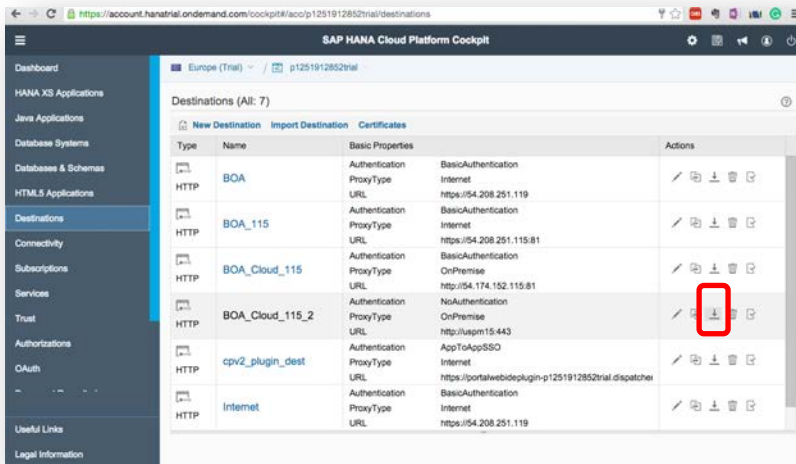 https://account.hanatrial.ondemand.com/cockpit#/acc/p1251912852trial/destinations
SAP HANA Cloud Platform Cockpit
Dashboard
HANA XS Applications
Java Applications
Database Systems
Databases & Schemas
HTML5 Applications
Destinations
Connectivity
Subscriptions
Services
Trust
Authorizations
OAuth
Useful Links
Legal Information
Europe (Trial) / p1251912852trial
Destinations (All: 7)
New Destination Import Destination Certificates
Type Name Basic Properties Actions
Authentication BasicAuthentication
HTTP BOA ProxyType Internet
URL https://54.208.251.119
Authentication BasicAuthentication
HTTP BOA_115 ProxyType Internet
URL https://54.208.251.115:81
Authentication BasicAuthentication
HTTP BOA_Cloud_115 ProxyType OnPremise
URL http://54.174.152.115:81
Authentication NoAuthentication
HTTP BOA_Cloud_115_2 ProxyType OnPremise
URL http://uspm15:443
Authentication AppToAppSSO
HTTP cpv2_plugin_dest ProxyType Internet
URL https://portalwebideplugin-p1251912852trial.dispatcher
Authentication BasicAuthentication
HTTP Internet ProxyType Internet
URL https://54.208.251.119